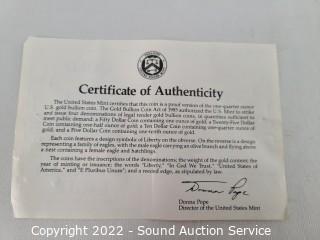 Certificate of Authenticity
The United States Mint certifies that this coin is a proof version of the one-quarter ounce
U.S. gold bullion coin. The Gold Bullion Coin Act of 1985 authorized the U.S. Mint to strike
and issue four denominations of legal tender gold bullion coins, in quantities sufficient to
meet public demand: a Fifty Dollar Coin containing one ounce of gold; a Twenty-Five Dollar
Coin containing one-half ounce of gold; a Ten Dollar Coin containing one-quarter ounce of
gold; and a Five Dollar Coin containing one-tenth ounce of gold.
Each coin features a design symbolic of Liberty on the obverse. On the reverse is a design
representing a family of eagles, with the male eagle carrying an olive branch and flying above
a nest containing a female eagle and hatchlings.
The coins have the inscriptions of the denominations; the weight of the gold content; the
year of minting or issuance; the words "Liberty," "In God We Trust," "United States of
America," and "E Pluribus Unum"; and a reeded edge, as stipulated by law.
Donna Pope
Donna Pope
Director of the United States Mint
Copyright 2022 - Sound Auction Service